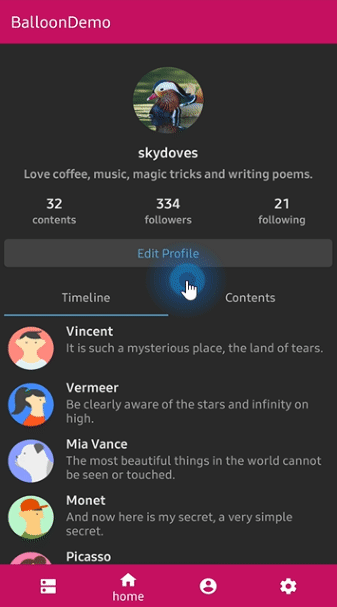 BalloonDemo
skydoves
Love coffee, music, magic tricks and writing poems.
32 334 21
contents followers following
Edit Profile
Timeline Contents
Vincent
It is such a mysterious place, the land of tears.
Vermeer
Be clearly aware of the stars and infinity on
high.
Mia Vance
The most beautiful things in the world cannot
be seen or touched.
Monet
And now here is my secret, a very simple
secret.
Picasso
home